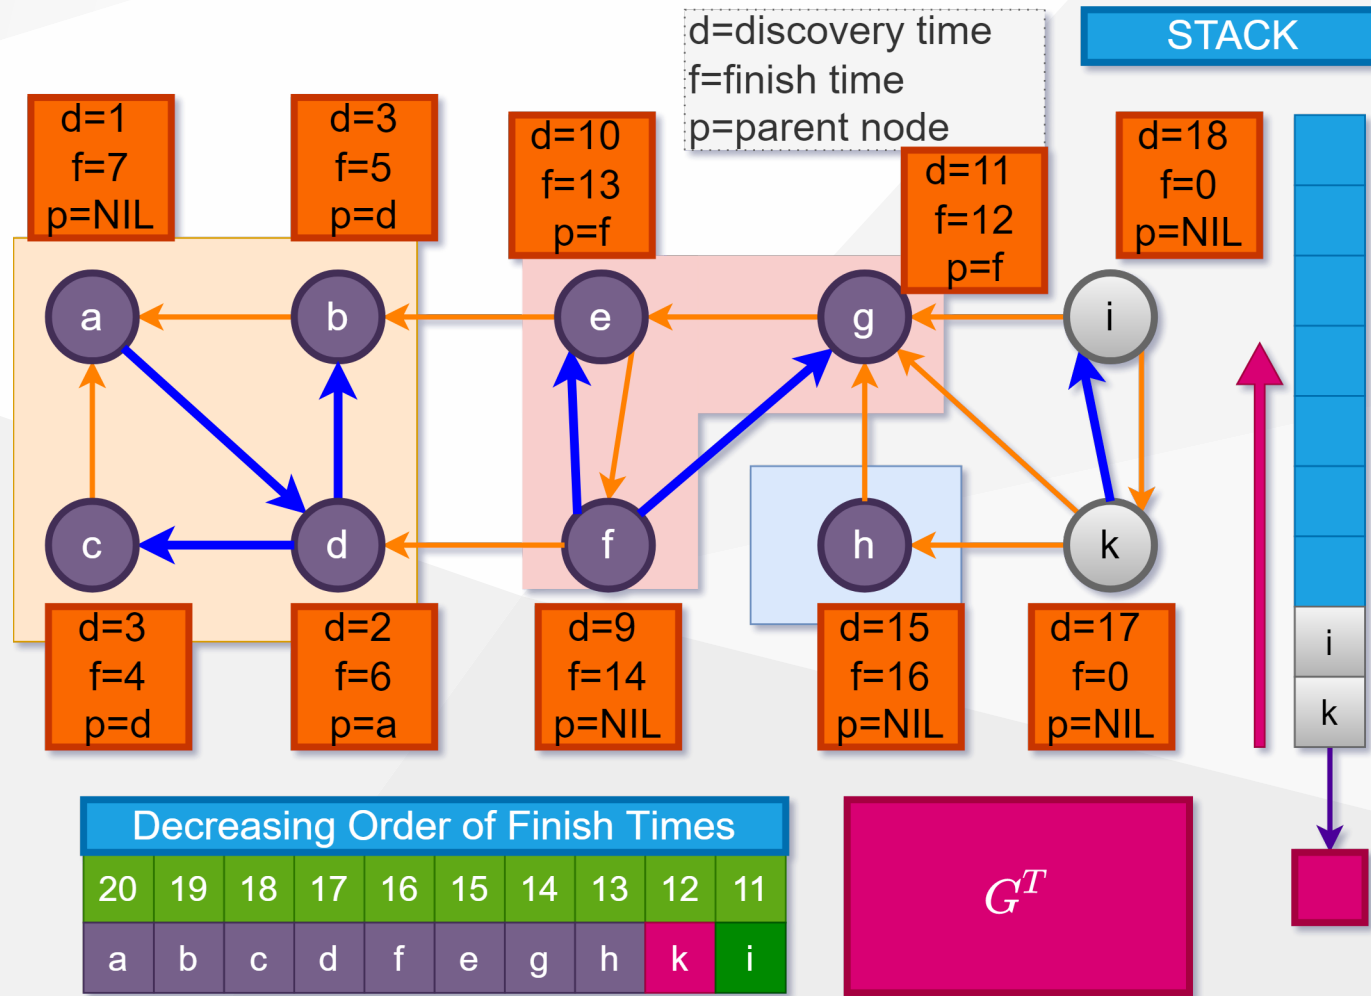 d=discovery time
f=finish time
p=parent node
STACK
d=1
f=7
p=NIL
d=3
f=5
p=d
d=10
f=13
p=f
d=11
f=12
p=f
d=18
f=0
p=NIL
a
b
e
g
i
c
d
f
h
k
d=3
f=4
p=d
d=2
f=6
p=a
d=9
f=14
p=NIL
d=15
f=16
p=NIL
d=17
f=0
p=NIL
i
k
Decreasing Order of Finish Times
20 19 18 17 16 15 14 13 12 11
a b c d f e g h k i
G^T